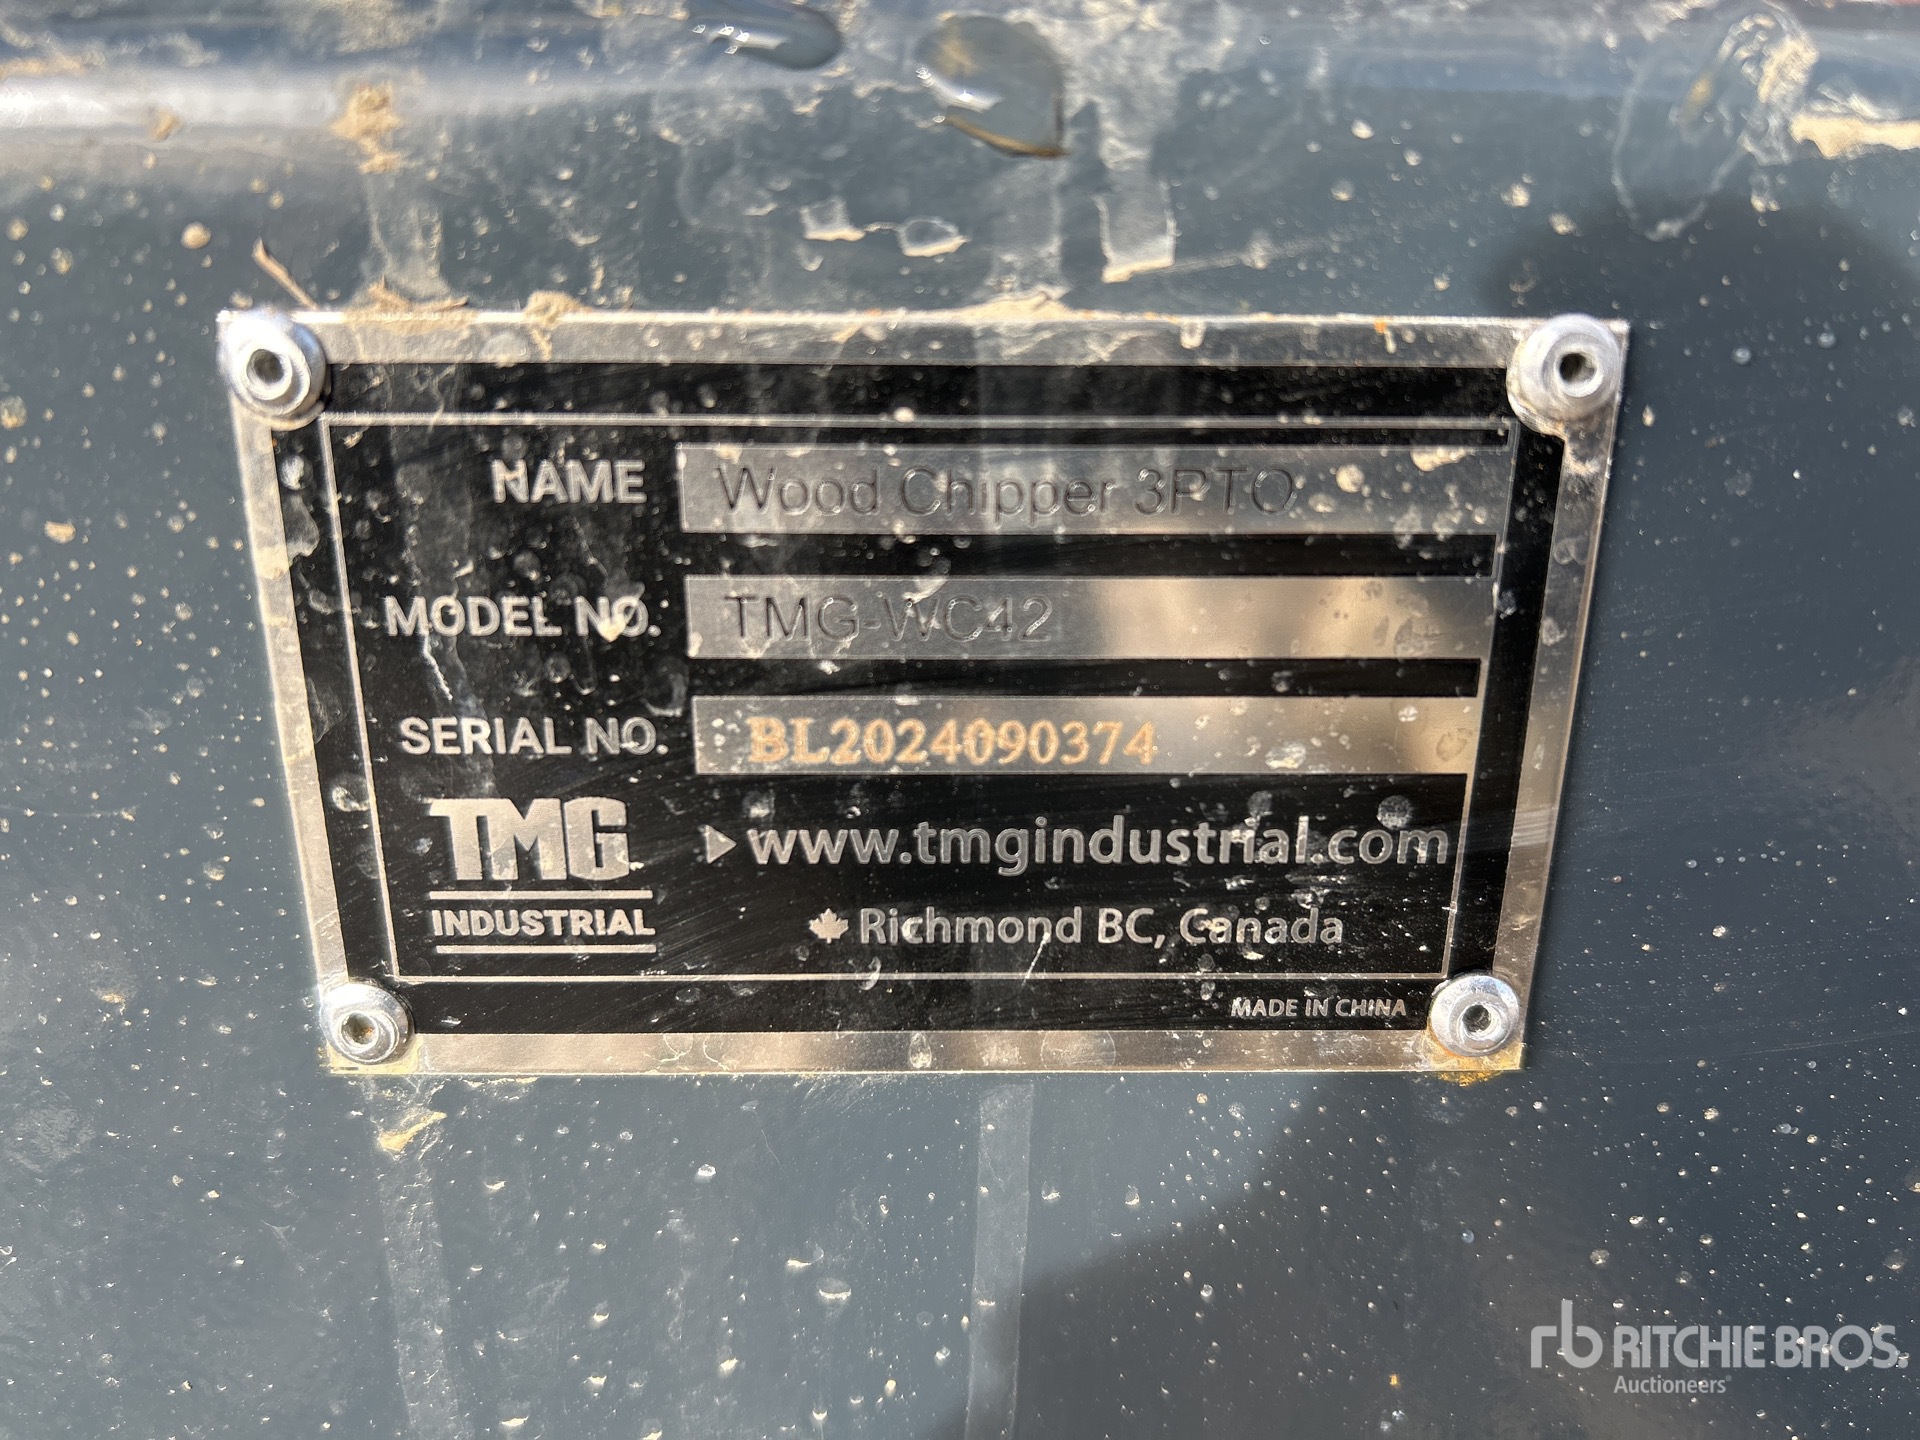 NAME Wood Chipper 3PTO
MODEL NO. TMG-WC42
SERIAL NO. BL2024090374
TMG
INDUSTRIAL
www.tmgindustrial.com
Richmond BC, Canada
MADE IN CHINA
rb RITCHIE BROS.
Auctioneers